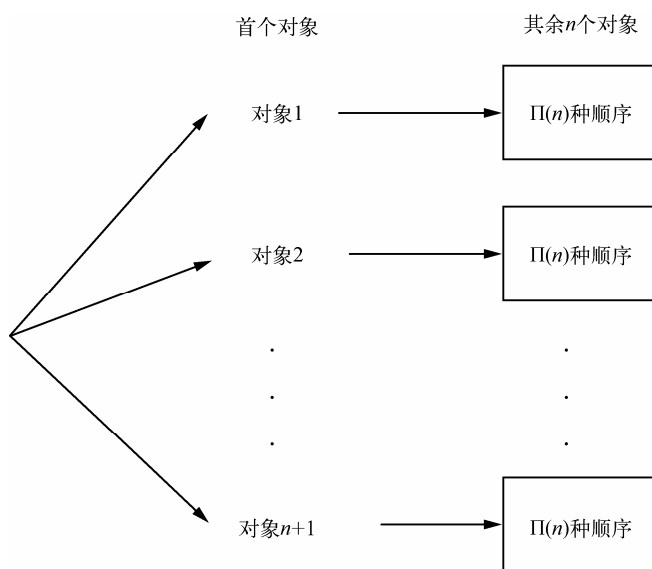 首个对象 其余n个对象
对象1 Π(n)种顺序
对象2 Π(n)种顺序
. .
. .
. .
对象n+1 Π(n)种顺序